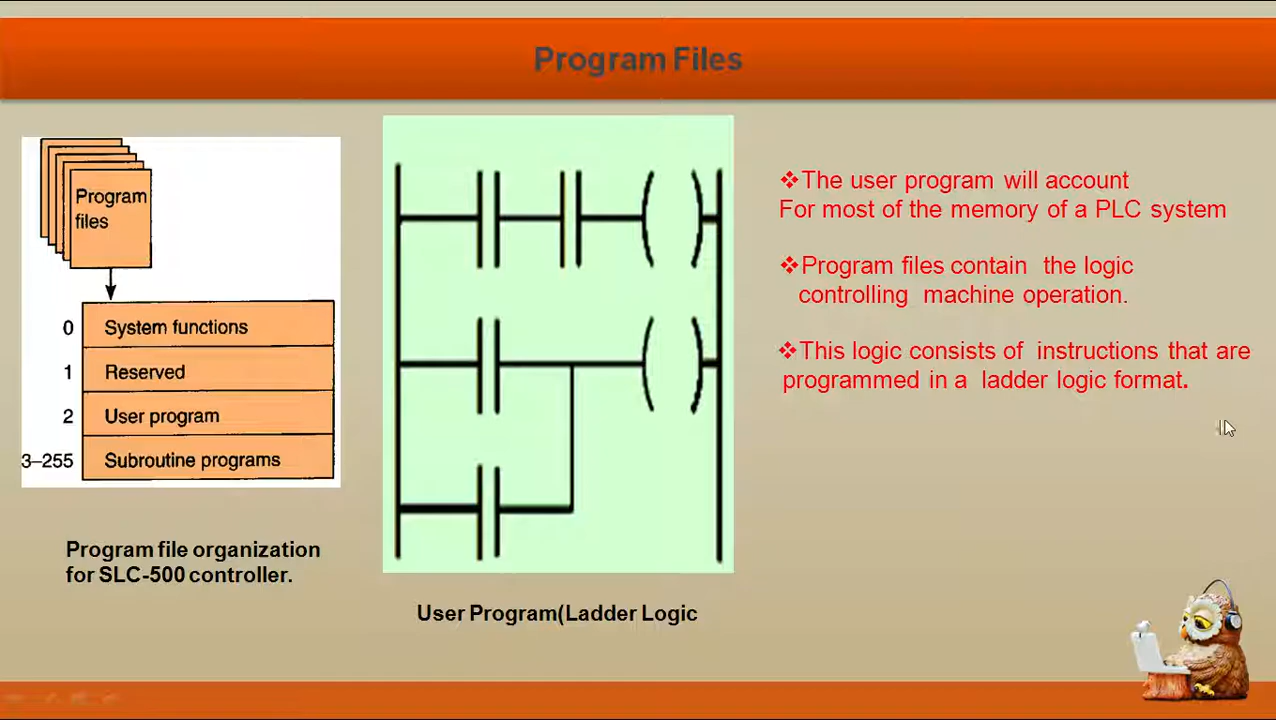 Program Files
Program
files
0 System functions
1 Reserved
2 User program
3–255 Subroutine programs
Program file organization
for SLC-500 controller.
User Program(Ladder Logic
❖The user program will account
For most of the memory of a PLC system
❖Program files contain the logic
controlling machine operation.
❖This logic consists of instructions that are
programmed in a ladder logic format.